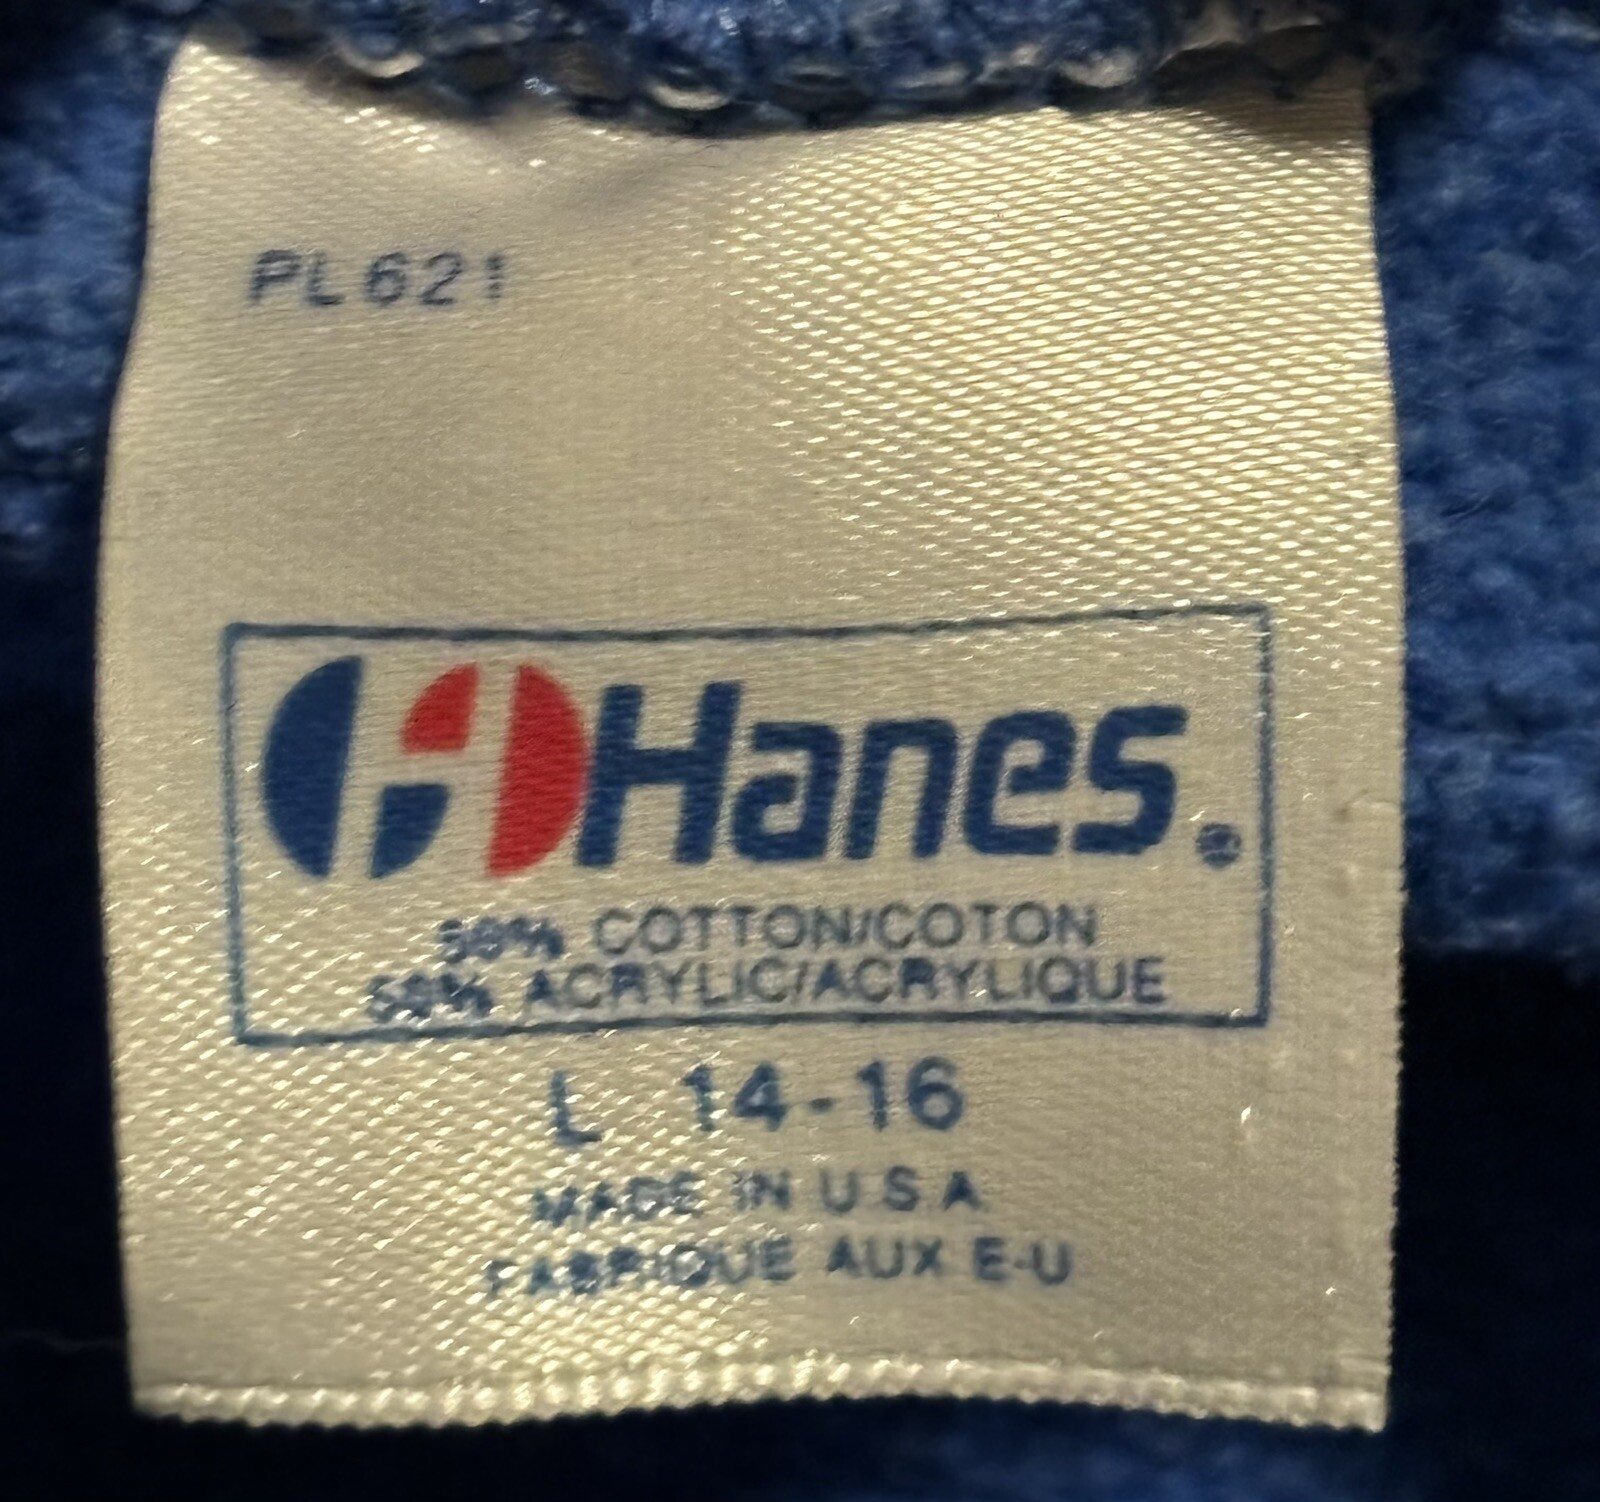 PL621
Hanes®
50% COTTON/COTON
50% ACRYLIC/ACRYLIQUE
L 14-16
MADE IN U.S.A
FABRIQUE AUX E-U